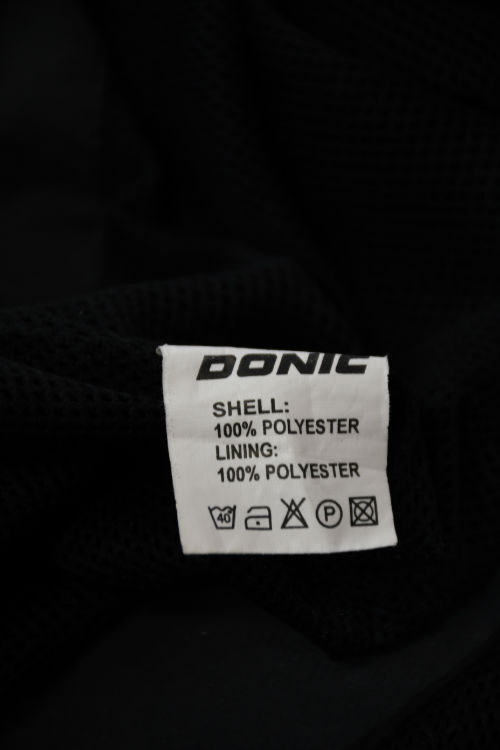 DONIC
SHELL:
100% POLYESTER
LINING:
100% POLYESTER
40 P